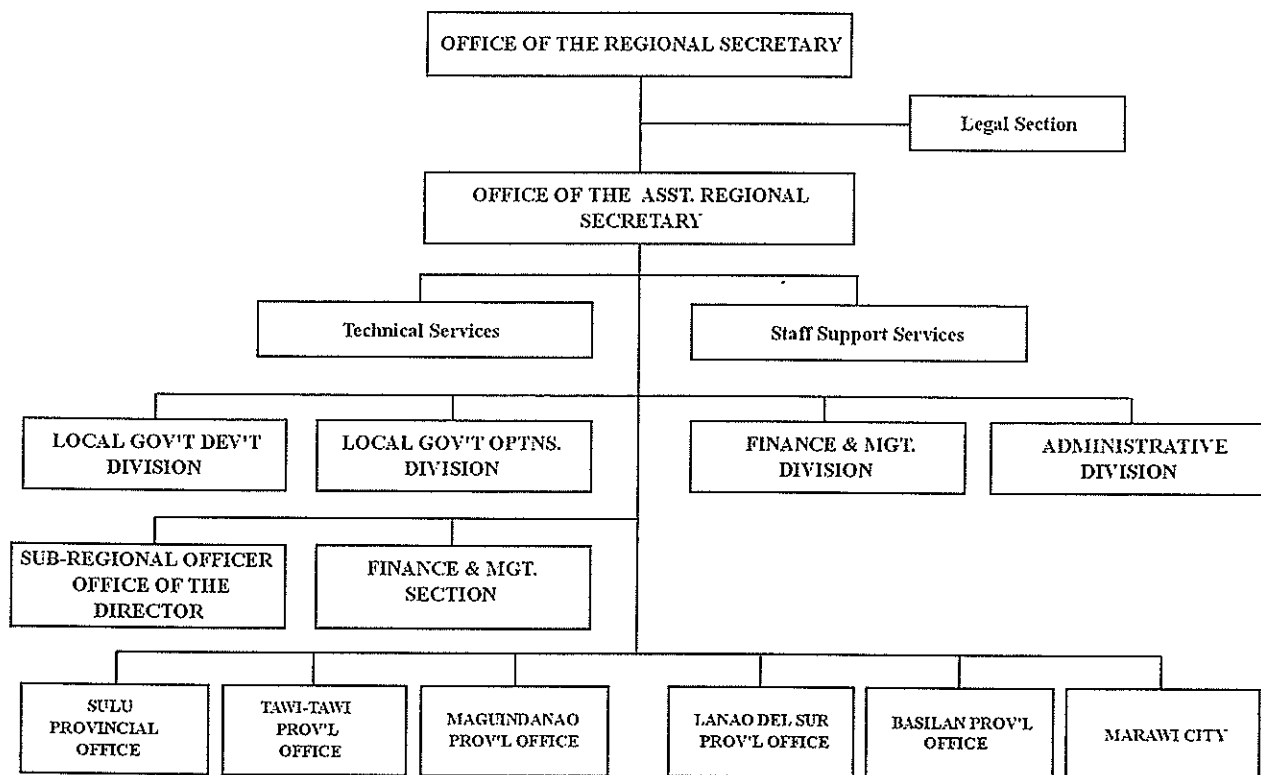 OFFICE OF THE REGIONAL SECRETARY
Legal Section
OFFICE OF THE ASST. REGIONAL
SECRETARY
Technical Services
Staff Support Services
LOCAL GOV'T DEV'T
DIVISION
LOCAL GOV'T OPTNS.
DIVISION
FINANCE & MGT.
DIVISION
ADMINISTRATIVE
DIVISION
SUB-REGIONAL OFFICER
OFFICE OF THE
DIRECTOR
FINANCE & MGT.
SECTION
SULU
PROVINCIAL
OFFICE
TAWI-TAWI
PROV'L
OFFICE
MAGUINDANAO
PROV'L OFFICE
LANAO DEL SUR
PROV'L OFFICE
BASILAN PROV'L
OFFICE
MARAWI CITY